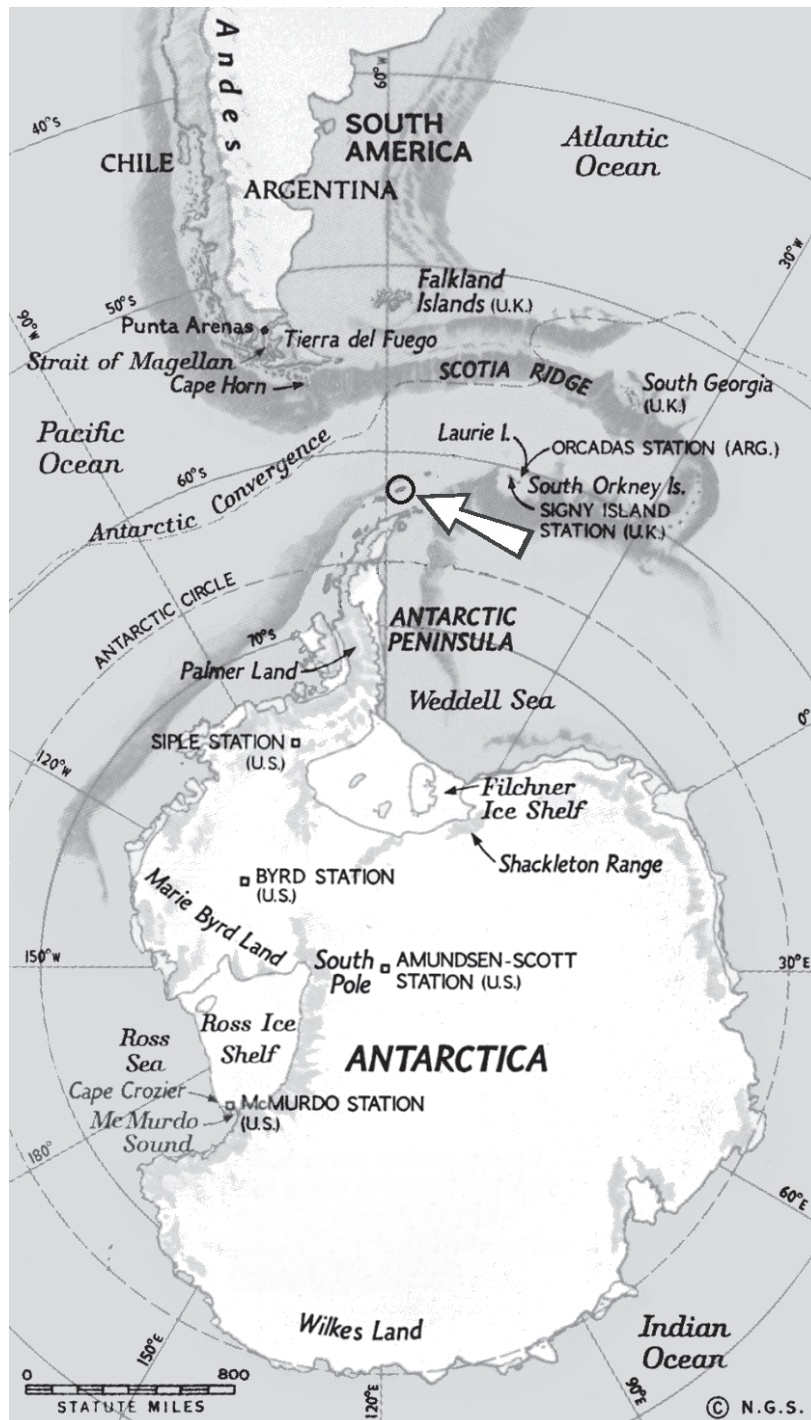 Andes
60°W
40°S
SOUTH
AMERICA
Atlantic
Ocean
CHILE
ARGENTINA
30°W
Falkland
Islands (U.K.)
50°S
90°W
Punta Arenas
Tierra del Fuego
Strait of Magellan
Cape Horn
SCOTIA RIDGE
South Georgia
(U.K.)
Pacific
Ocean
Laurie I.
ORCADAS STATION (ARG.)
60°S
South Orkney Is.
SIGNY ISLAND
STATION (U.K.)
Antarctic Convergence
ANTARCTIC CIRCLE
ANTARCTIC
PENINSULA
70°S
Palmer Land
Weddell Sea
0°
SIPLE STATION
(U.S.)
120°W
Filchner
Ice Shelf
Shackleton Range
BYRD STATION
(U.S.)
Marie Byrd Land
150°W
South
Pole
AMUNDSEN-SCOTT
STATION (U.S.)
30°E
Ross Ice
Shelf
Ross
Sea
ANTARCTICA
Cape Crozier
McMURDO STATION
(U.S.)
McMurdo
Sound
180°
60°E
Wilkes Land
Indian
Ocean
150°E
120°E
90°E
0 800
STATUTE MILES
© N.G.S.